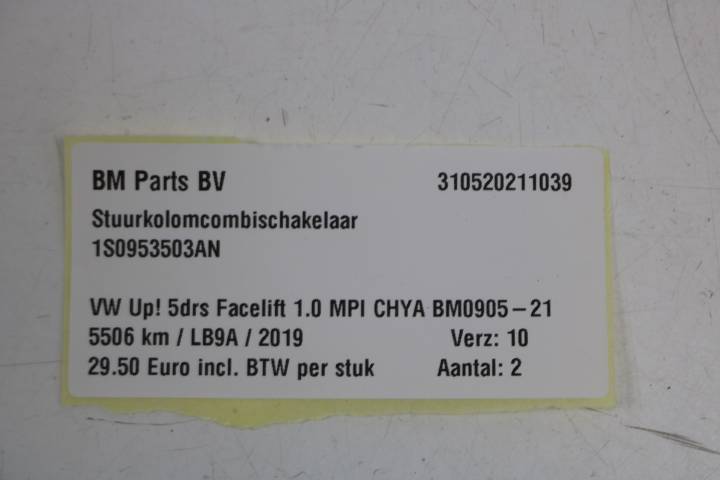 BM Parts BV 310520211039
Stuurkolomcombischakelaar
1S0953503AN
VW Up! 5drs Facelift 1.0 MPI CHYA BM0905-21
5506 km / LB9A / 2019 Verz: 10
29.50 Euro incl. BTW per stuk Aantal: 2